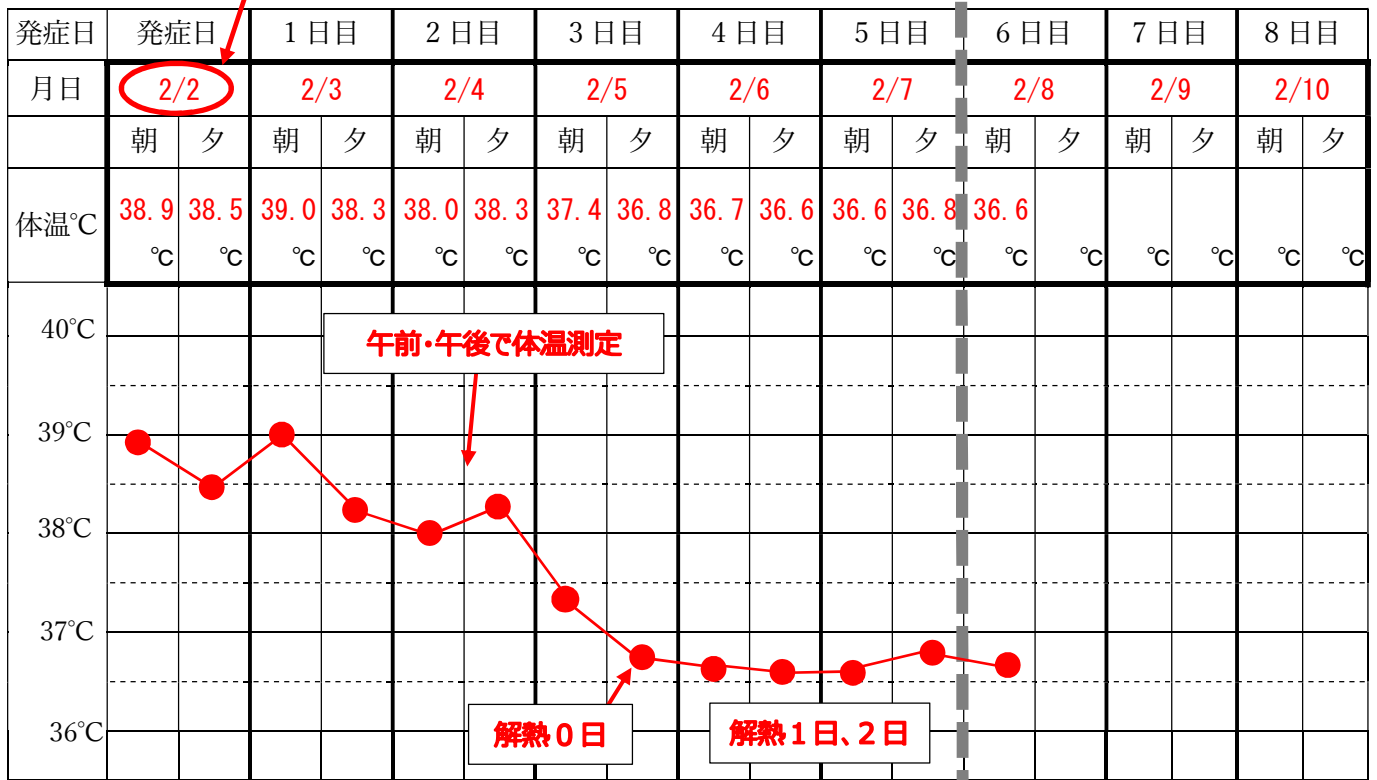 発症日 発症日 1日目 2日目 3日目 4日目 5日目 6日目 7日目 8日目
月日 2/2 2/3 2/4 2/5 2/6 2/7 2/8 2/9 2/10
朝 夕 朝 夕 朝 夕 朝 夕 朝 夕 朝 夕 朝 夕 朝 夕 朝 夕
体温℃ 38.9 38.5 39.0 38.3 38.0 38.3 37.4 36.8 36.7 36.6 36.6 36.8 36.6
℃ ℃ ℃ ℃ ℃ ℃ ℃ ℃ ℃ ℃ ℃ ℃ ℃ ℃ ℃ ℃ ℃ ℃
40℃
午前・午後で体温測定
39℃
38℃
37℃
解熱0日 解熱1日、2日
36℃